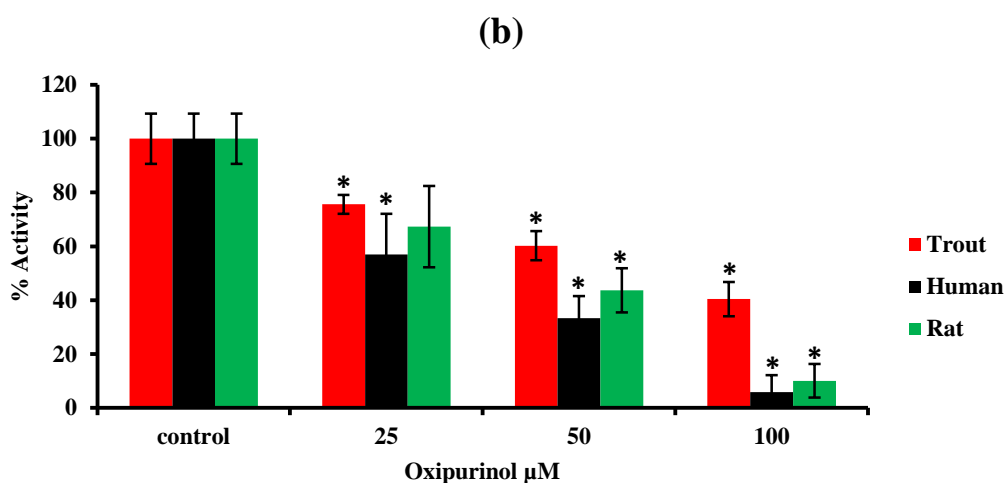 (b)
120
100
80
60
40
20
0
% Activity
* *
* * *
* * *
control 25 50 100
Oxipurinol µM
Trout
Human
Rat